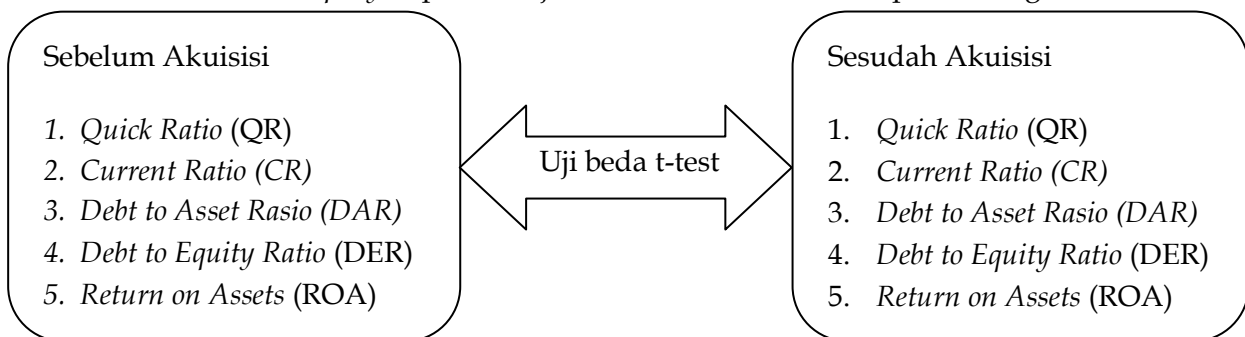 Sebelum Akuisisi
1. Quick Ratio (QR)
2. Current Ratio (CR)
3. Debt to Asset Rasio (DAR)
4. Debt to Equity Ratio (DER)
5. Return on Assets (ROA)
Uji beda t-test
Sesudah Akuisisi
1. Quick Ratio (QR)
2. Current Ratio (CR)
3. Debt to Asset Rasio (DAR)
4. Debt to Equity Ratio (DER)
5. Return on Assets (ROA)